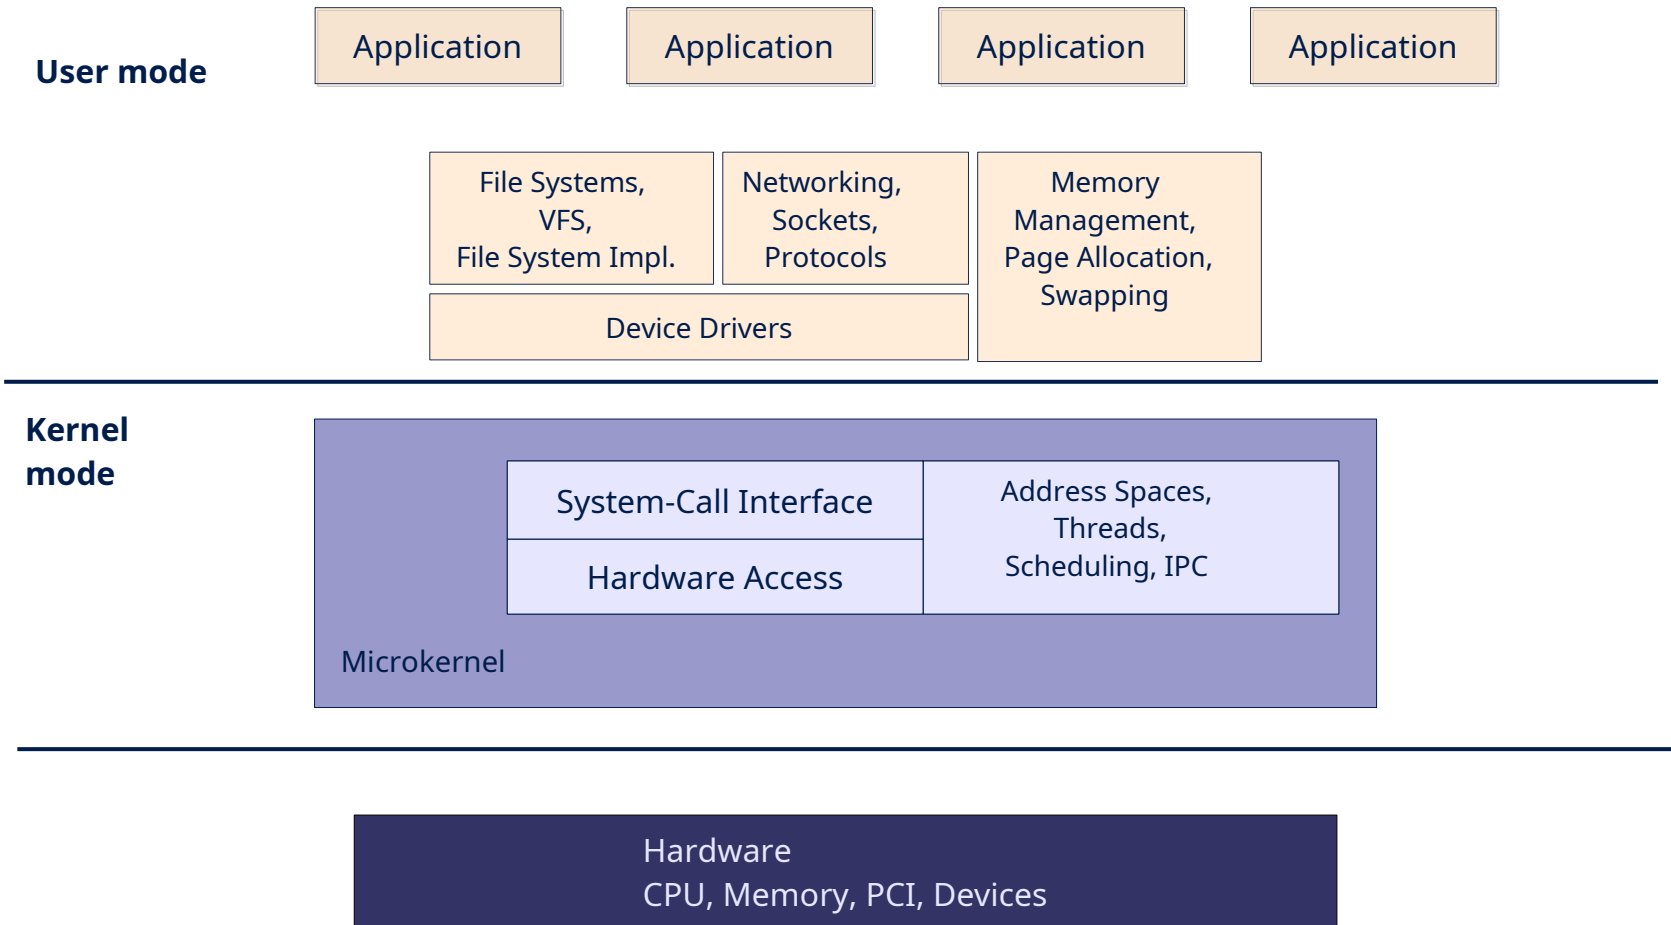 Application
Application
Application
Application
User mode
File Systems,
VFS,
File System Impl.
Networking,
Sockets,
Protocols
Memory
Management,
Page Allocation,
Swapping
Device Drivers
Kernel
mode
System-Call Interface
Hardware Access
Address Spaces,
Threads,
Scheduling, IPC
Microkernel
Hardware
CPU, Memory, PCI, Devices